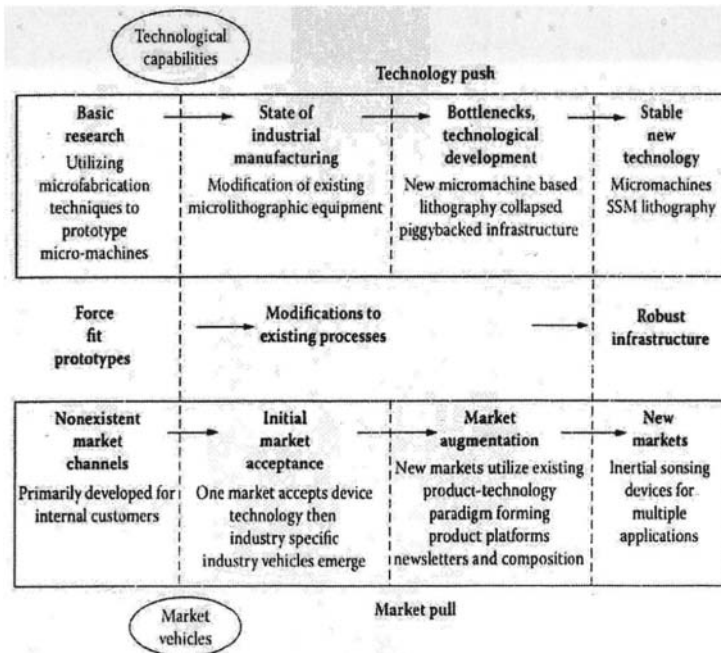 Technological
capabilities
Technology push
Basic
research
Utilizing
microfabrication
techniques to
prototype
micro-machines
State of
industrial
manufacturing
Modification of existing
microlithographic equipment
Bottlenecks,
technological
development
New micromachine based
lithography collapsed
piggybacked infrastructure
Stable
new
technology
Micromachines
SSM lithography
Force
fit
prototypes
Modifications to
existing processes
Robust
infrastructure
Nonexistent
market
channels
Primarily developed for
internal customers
Initial
market
acceptance
One market accepts device
technology then
industry specific
industry vehicles emerge
Market
augmentation
New markets utilize existing
product-technology
paradigm forming
product platforms
newsletters and composition
New
markets
Inertial sonsing
devices for
multiple
applications
Market pull
Market
vehicles